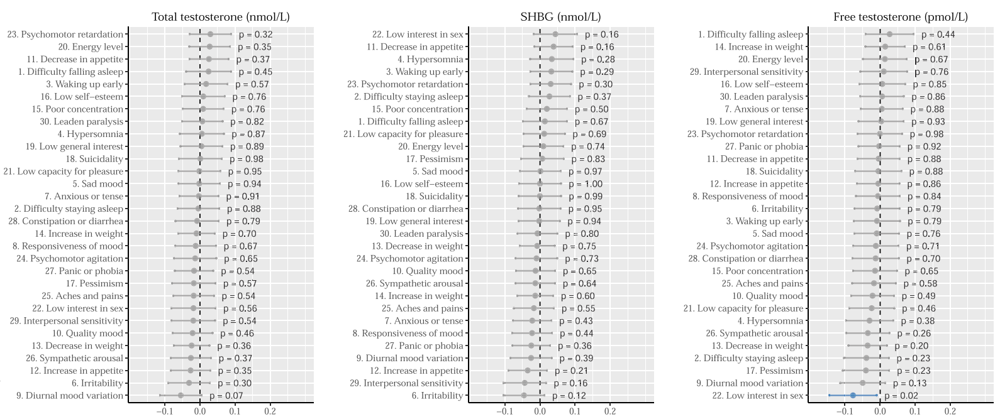 Total testosterone (nmol/L)
23. Psychomotor retardation p = 0.32
20. Energy level p = 0.35
11. Decrease in appetite p = 0.37
1. Difficulty falling asleep p = 0.45
3. Waking up early p = 0.57
16. Low self–esteem p = 0.76
15. Poor concentration p = 0.76
30. Leaden paralysis p = 0.82
4. Hypersomnia p = 0.87
19. Low general interest p = 0.89
18. Suicidality p = 0.98
21. Low capacity for pleasure p = 0.95
5. Sad mood p = 0.94
7. Anxious or tense p = 0.91
2. Difficulty staying asleep p = 0.88
28. Constipation or diarrhea p = 0.79
14. Increase in weight p = 0.70
8. Responsiveness of mood p = 0.67
24. Psychomotor agitation p = 0.65
27. Panic or phobia p = 0.54
17. Pessimism p = 0.57
25. Aches and pains p = 0.54
22. Low interest in sex p = 0.56
29. Interpersonal sensitivity p = 0.54
10. Quality mood p = 0.46
13. Decrease in weight p = 0.36
26. Sympathetic arousal p = 0.37
12. Increase in appetite p = 0.35
6. Irritability p = 0.30
9. Diurnal mood variation p = 0.07
−0.1 0.0 0.1 0.2
SHBG (nmol/L)
22. Low interest in sex p = 0.16
11. Decrease in appetite p = 0.16
4. Hypersomnia p = 0.28
3. Waking up early p = 0.29
23. Psychomotor retardation p = 0.30
2. Difficulty staying asleep p = 0.37
15. Poor concentration p = 0.50
1. Difficulty falling asleep p = 0.67
21. Low capacity for pleasure p = 0.69
20. Energy level p = 0.74
17. Pessimism p = 0.83
5. Sad mood p = 0.97
16. Low self–esteem p = 1.00
18. Suicidality p = 0.99
28. Constipation or diarrhea p = 0.95
19. Low general interest p = 0.94
30. Leaden paralysis p = 0.80
13. Decrease in weight p = 0.75
24. Psychomotor agitation p = 0.73
10. Quality mood p = 0.65
26. Sympathetic arousal p = 0.64
14. Increase in weight p = 0.60
25. Aches and pains p = 0.55
7. Anxious or tense p = 0.43
8. Responsiveness of mood p = 0.44
27. Panic or phobia p = 0.36
9. Diurnal mood variation p = 0.39
12. Increase in appetite p = 0.21
29. Interpersonal sensitivity p = 0.16
6. Irritability p = 0.12
−0.1 0.0 0.1 0.2
Free testosterone (pmol/L)
1. Difficulty falling asleep p = 0.44
14. Increase in weight p = 0.61
20. Energy level p = 0.67
29. Interpersonal sensitivity p = 0.76
16. Low self–esteem p = 0.85
30. Leaden paralysis p = 0.86
7. Anxious or tense p = 0.88
19. Low general interest p = 0.93
23. Psychomotor retardation p = 0.98
27. Panic or phobia p = 0.92
11. Decrease in appetite p = 0.88
18. Suicidality p = 0.88
12. Increase in appetite p = 0.86
8. Responsiveness of mood p = 0.84
6. Irritability p = 0.79
3. Waking up early p = 0.79
5. Sad mood p = 0.76
24. Psychomotor agitation p = 0.71
28. Constipation or diarrhea p = 0.70
15. Poor concentration p = 0.65
25. Aches and pains p = 0.58
10. Quality mood p = 0.49
21. Low capacity for pleasure p = 0.46
4. Hypersomnia p = 0.38
26. Sympathetic arousal p = 0.26
13. Decrease in weight p = 0.20
2. Difficulty staying asleep p = 0.23
17. Pessimism p = 0.23
9. Diurnal mood variation p = 0.13
22. Low interest in sex p = 0.02
−0.1 0.0 0.1 0.2